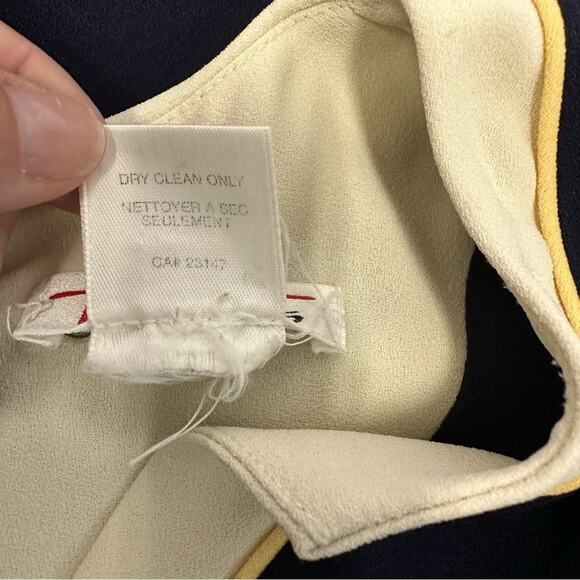 DRY CLEAN ONLY
NETTOYER A SEC
SEULEMENT
CA# 23147